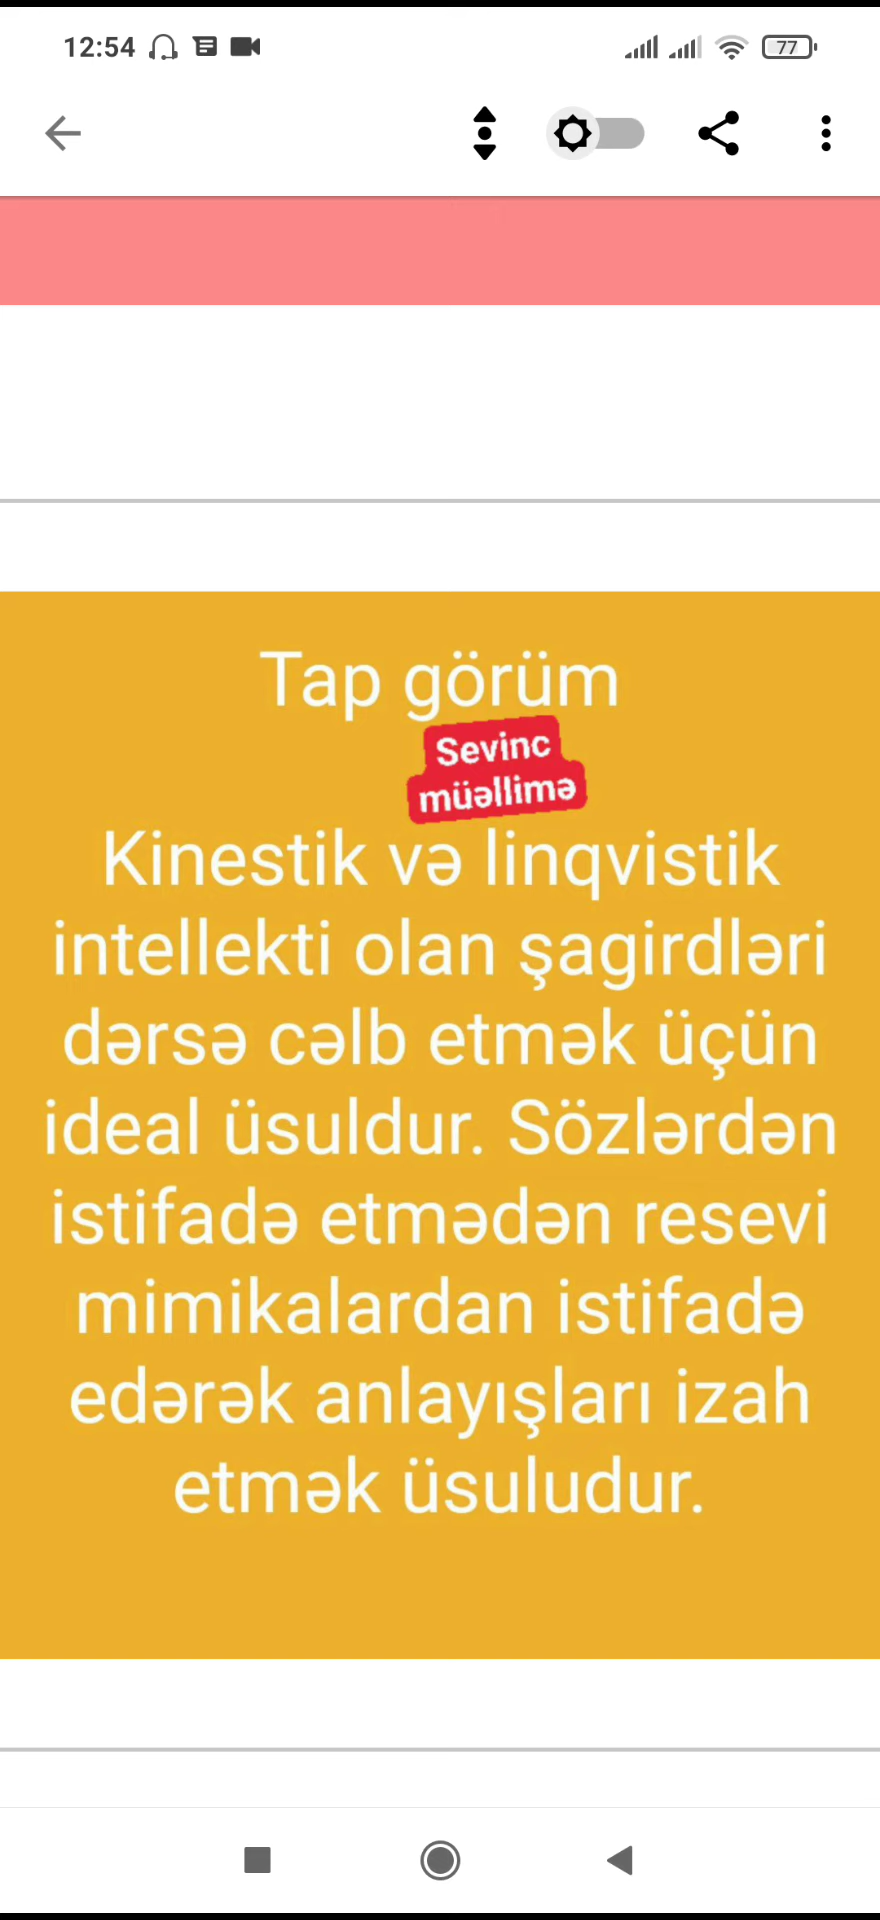 12:54
77
Tap görüm
Sevinc
müəllimə
Kinestik və linqvistik
intellekti olan şagirdləri
dərsə cəlb etmək üçün
ideal üsuldur. Sözlərdən
istifadə etmədən resevi
mimikalardan istifadə
edərək anlayışları izah
etmək üsuludur.